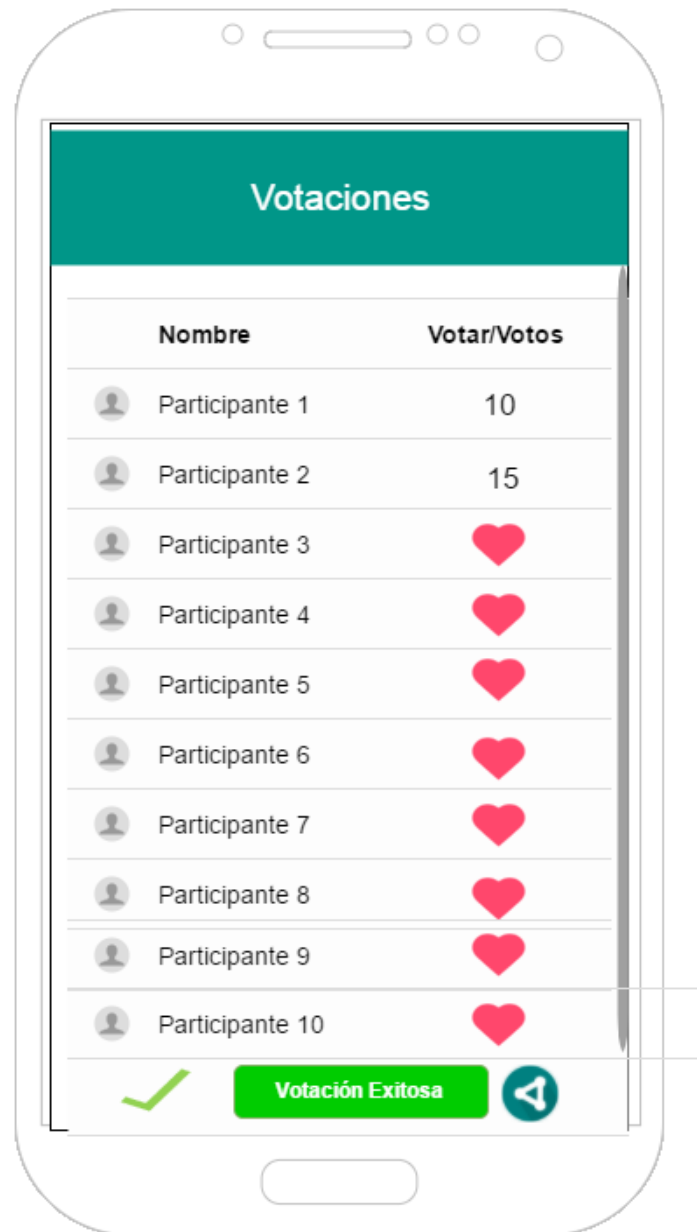 Votaciones
Nombre Votar/Votos
Participante 1 10
Participante 2 15
Participante 3
Participante 4
Participante 5
Participante 6
Participante 7
Participante 8
Participante 9
Participante 10
Votación Exitosa